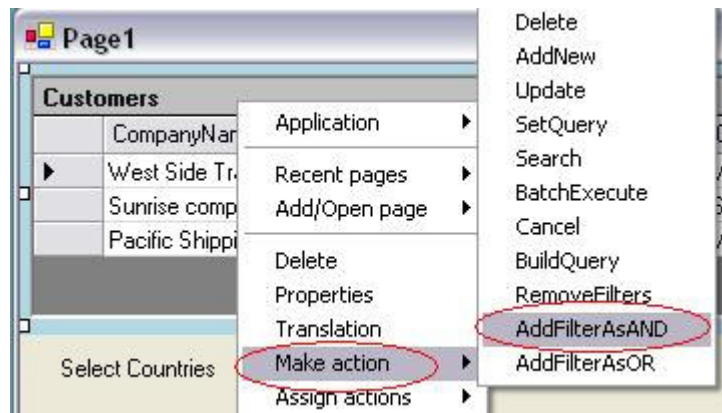 Page1
Customers
CompanyNar
West Side Tr
Sunrise comp
Pacific Shippi
Select Countries
Application
Recent pages
Add/Open page
Delete
Properties
Translation
Make action
Assign actions
Delete
AddNew
Update
SetQuery
Search
BatchExecute
Cancel
BuildQuery
RemoveFilters
AddFilterAsAND
AddFilterAsOR